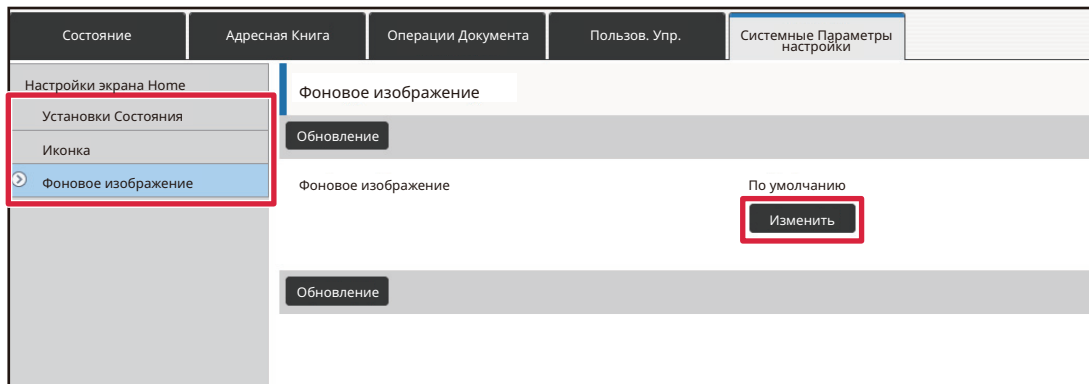 Состояние
Адресная Книга
Операции Документа
Пользов. Упр.
Системные Параметры
настройки
Настройки экрана Home
Установки Состояния
Иконка
Фоновое изображение
Фоновое изображение
Обновление
Фоновое изображение
По умолчанию
Изменить
Обновление